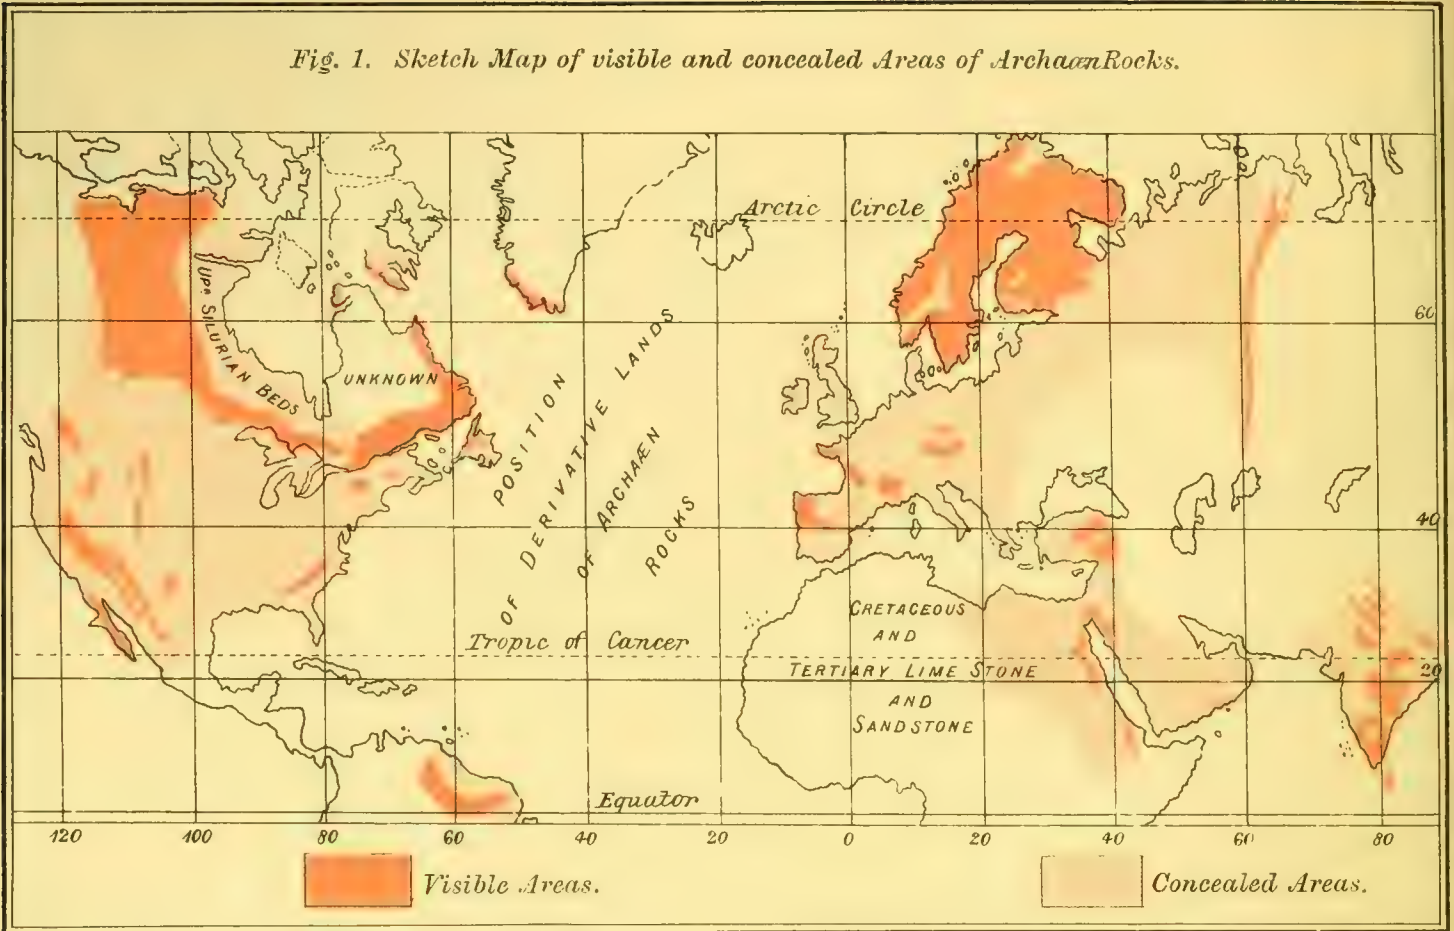 Fig. 1. Sketch Map of visible and concealed Areas of ArchaænRocks.
Arctic Circle
UPR SILURIAN BEDS
UNKNOWN
60
POSITION
OF DERIVATIVE LANDS
OF ARCHAÆN
ROCKS
40
CRETACEOUS
AND
Tropic of Cancer
TERTIARY LIME STONE
20
AND
SANDSTONE
Equator
120 100 80 60 40 20 0 20 40 60 80
Visible Areas.
Concealed Areas.